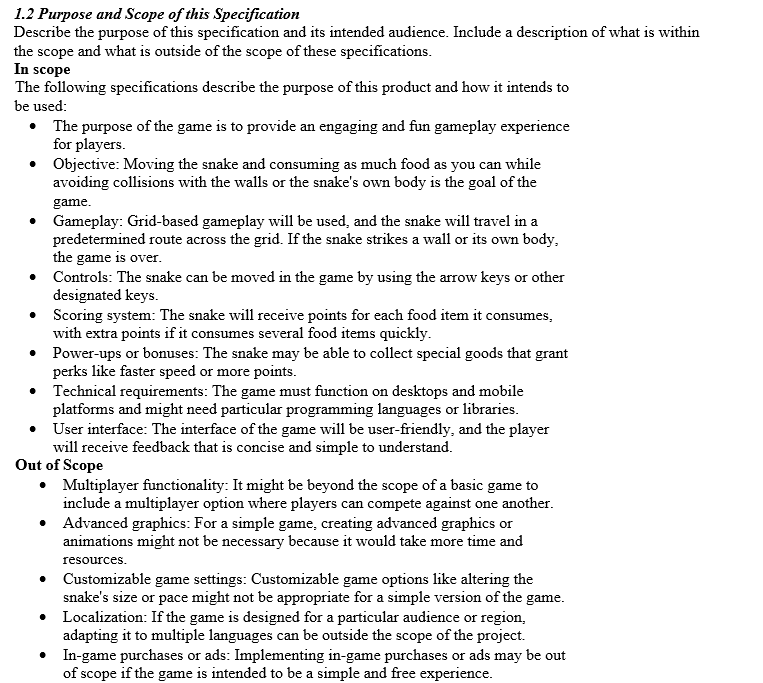 1.2 Purpose and Scope of this Specification
Describe the purpose of this specification and its intended audience. Include a description of what is within
the scope and what is outside of the scope of these specifications.
In scope
The following specifications describe the purpose of this product and how it intends to
be used:
• The purpose of the game is to provide an engaging and fun gameplay experience
for players.
• Objective: Moving the snake and consuming as much food as you can while
avoiding collisions with the walls or the snake's own body is the goal of the
game.
• Gameplay: Grid-based gameplay will be used, and the snake will travel in a
predetermined route across the grid. If the snake strikes a wall or its own body,
the game is over.
• Controls: The snake can be moved in the game by using the arrow keys or other
designated keys.
• Scoring system: The snake will receive points for each food item it consumes,
with extra points if it consumes several food items quickly.
• Power-ups or bonuses: The snake may be able to collect special goods that grant
perks like faster speed or more points.
• Technical requirements: The game must function on desktops and mobile
platforms and might need particular programming languages or libraries.
• User interface: The interface of the game will be user-friendly, and the player
will receive feedback that is concise and simple to understand.
Out of Scope
• Multiplayer functionality: It might be beyond the scope of a basic game to
include a multiplayer option where players can compete against one another.
• Advanced graphics: For a simple game, creating advanced graphics or
animations might not be necessary because it would take more time and
resources.
• Customizable game settings: Customizable game options like altering the
snake's size or pace might not be appropriate for a simple version of the game.
• Localization: If the game is designed for a particular audience or region,
adapting it to multiple languages can be outside the scope of the project.
• In-game purchases or ads: Implementing in-game purchases or ads may be out
of scope if the game is intended to be a simple and free experience.